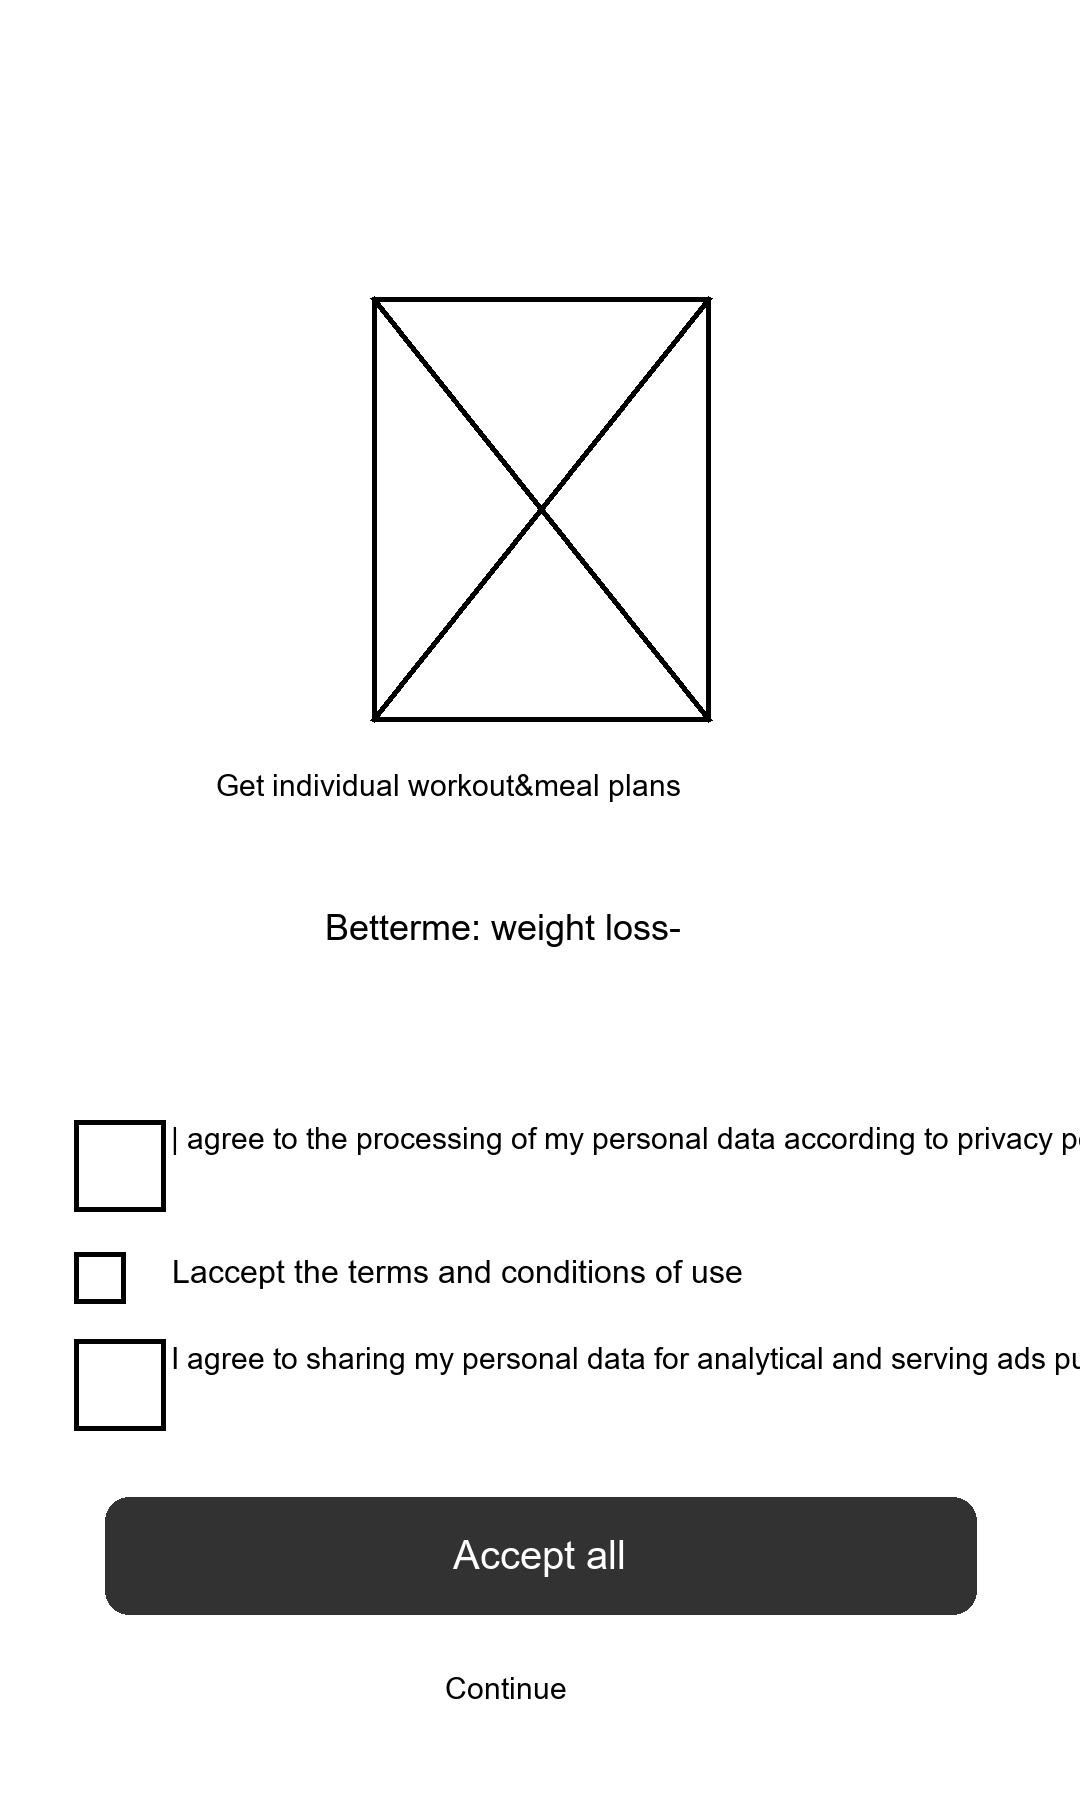 Get individual workout&meal plans
Betterme: weight loss-
| agree to the processing of my personal data according to privacy
Laccept the terms and conditions of use
I agree to sharing my personal data for analytical and serving ads
Accept all
Continue